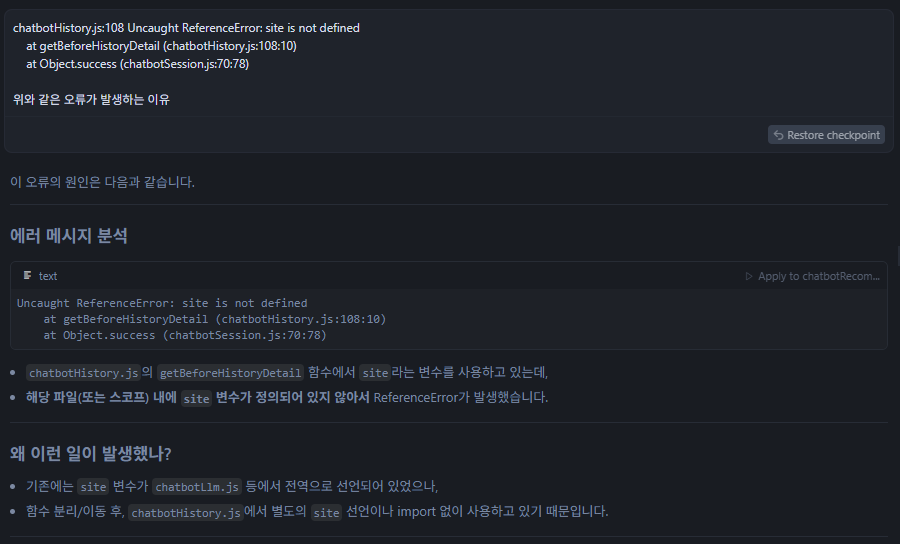 chatbotHistory.js:108 Uncaught ReferenceError: site is not defined
at getBeforeHistoryDetail (chatbotHistory.js:108:10)
at Object.success (chatbotSession.js:70:78)
위와 같은 오류가 발생하는 이유
Restore checkpoint
이 오류의 원인은 다음과 같습니다.
에러 메시지 분석
text
Apply to chatbotRecom...
Uncaught ReferenceError: site is not defined
at getBeforeHistoryDetail (chatbotHistory.js:108:10)
at Object.success (chatbotSession.js:70:78)
chatbotHistory.js의 getBeforeHistoryDetail 함수에서 site라는 변수를 사용하고 있는데,
해당 파일(또는 스코프) 내에 site 변수가 정의되어 있지 않아서 ReferenceError가 발생했습니다.
왜 이런 일이 발생했나?
기존에는 site 변수가 chatbotLlm.js 등에서 전역으로 선언되어 있었으나,
함수 분리/이동 후, chatbotHistory.js에서 별도의 site 선언이나 import 없이 사용하고 있기 때문입니다.